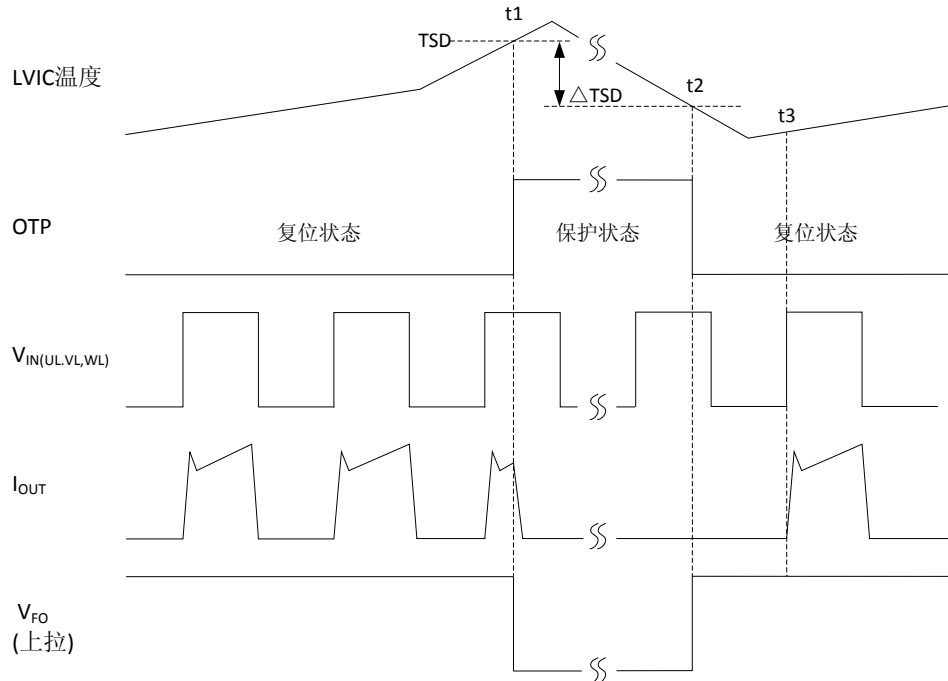 t1
TSD
LVIC温度
△TSD
t2
t3
OTP
复位状态
保护状态
复位状态
VIN(UL.VL,WL)
IOUT
VFO
(上拉)